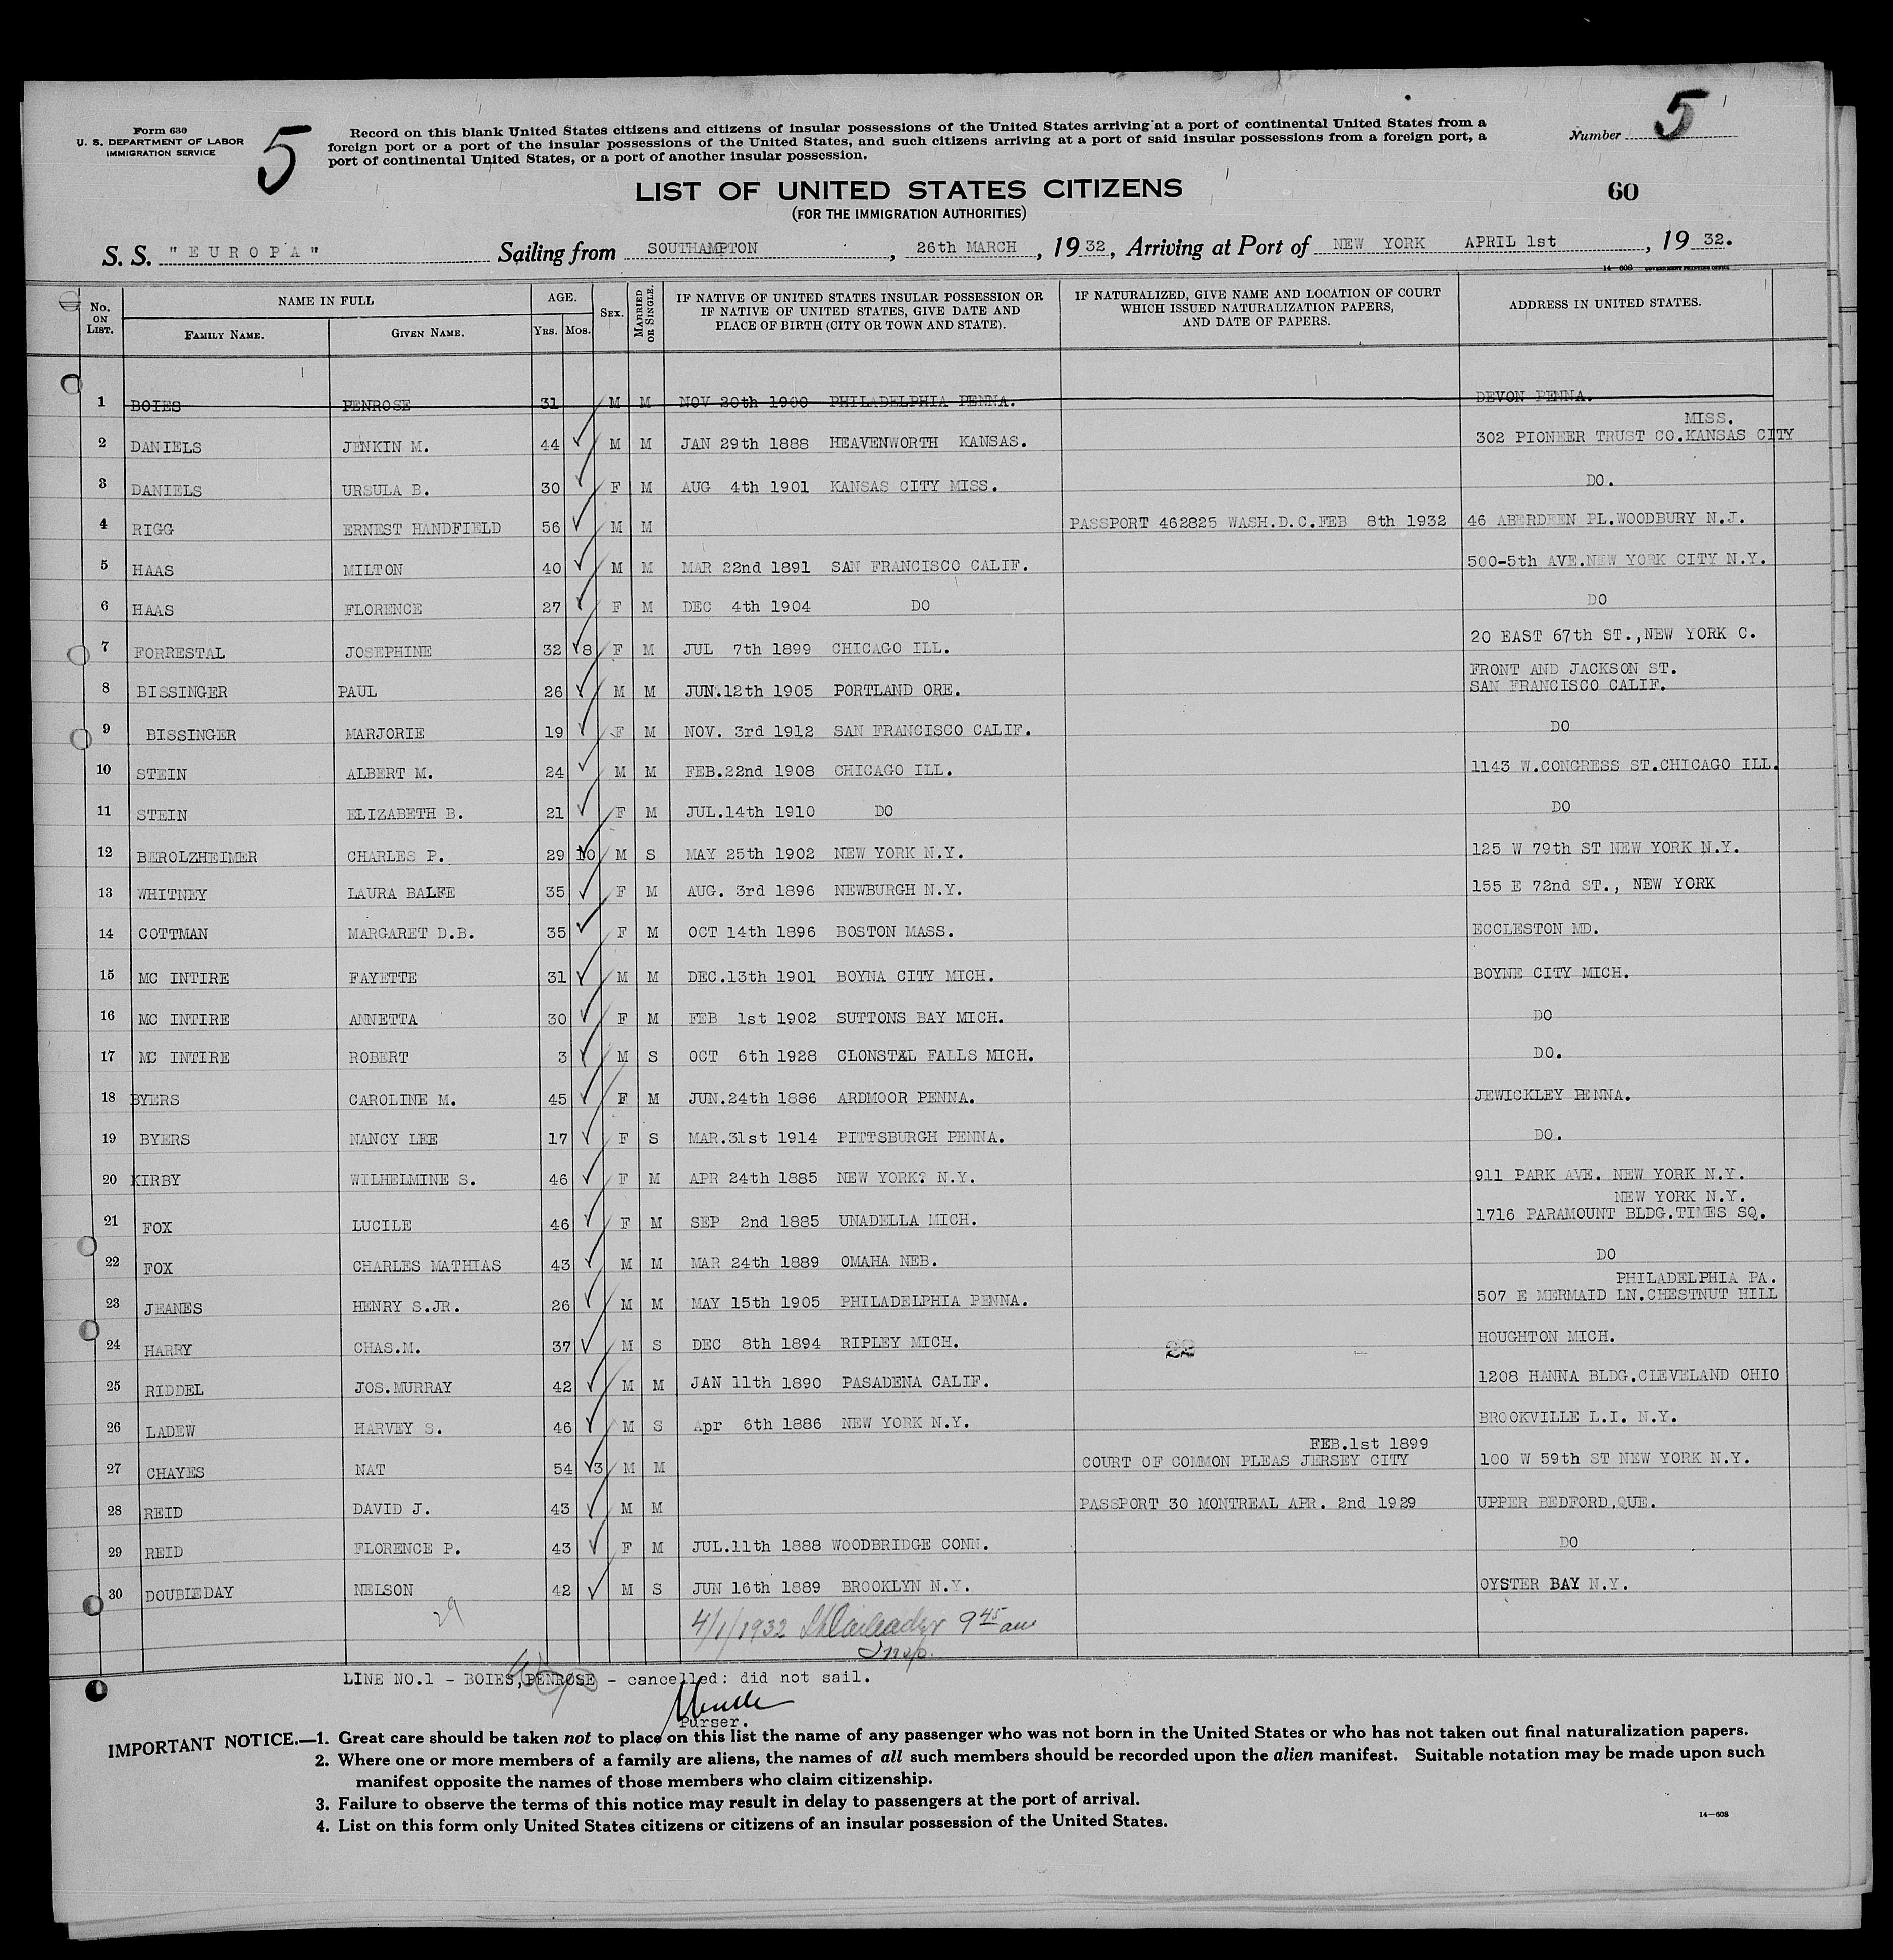 Form 630
U. S. DEPARTMENT OF LABOR
IMMIGRATION SERVICE
5
Record on this blank United States citizens and citizens of insular possessions of the United States arriving at a port of continental United States from a
foreign port or a port of the insular possessions of the United States, and such citizens arriving at a port of said insular possessions from a foreign port, a
port of continental United States, or a port of another insular possession.
Number 5
LIST OF UNITED STATES CITIZENS
(FOR THE IMMIGRATION AUTHORITIES)
60
S. S. "EUROPA" Sailing from SOUTHAMPTON, 26th MARCH, 1932, Arriving at Port of NEW YORK APRIL 1st, 1932.
14—608 GOVERNMENT PRINTING OFFICE
No. ON LIST. NAME IN FULL AGE. SEX. MARRIED OR SINGLE. IF NATIVE OF UNITED STATES INSULAR POSSESSION OR IF NATIVE OF UNITED STATES, GIVE DATE AND PLACE OF BIRTH (CITY OR TOWN AND STATE). IF NATURALIZED, GIVE NAME AND LOCATION OF COURT WHICH ISSUED NATURALIZATION PAPERS, AND DATE OF PAPERS. ADDRESS IN UNITED STATES.
FAMILY NAME. GIVEN NAME. YRS. MOS.
1 BOIES PENROSE 31 M M NOV 20th 1900 PHILADELPHIA PENNA. DEVON PENNA.
MISS.
2 DANIELS JENKIN M. 44 M M JAN 29th 1888 HEAVENWORTH KANSAS. 302 PIONEER TRUST CO.KANSAS CITY
3 DANIELS URSULA B. 30 F M AUG 4th 1901 KANSAS CITY MISS. DO.
4 RIGG ERNEST HANDFIELD 56 M M PASSPORT 462825 WASH.D.C.FEB 8th 1932 46 ABERDEEN PL.WOODBURY N.J.
5 HAAS MILTON 40 M M MAR 22nd 1891 SAN FRANCISCO CALIF. 500-5th AVE.NEW YORK CITY N.Y.
6 HAAS FLORENCE 27 F M DEC 4th 1904 DO DO
7 FORRESTAL JOSEPHINE 32 8 F M JUL 7th 1899 CHICAGO ILL. 20 EAST 67th ST.,NEW YORK C.
FRONT AND JACKSON ST.
8 BISSINGER PAUL 26 M M JUN.12th 1905 PORTLAND ORE. SAN FRANCISCO CALIF.
9 BISSINGER MARJORIE 19 F M NOV. 3rd 1912 SAN FRANCISCO CALIF. DO
10 STEIN ALBERT M. 24 M M FEB.22nd 1908 CHICAGO ILL. 1143 W.CONGRESS ST.CHICAGO ILL.
11 STEIN ELIZABETH B. 21 F M JUL.14th 1910 DO DO
12 BEROLZHEIMER CHARLES P. 29 10 M S MAY 25th 1902 NEW YORK N.Y. 125 W 79th ST NEW YORK N.Y.
13 WHITNEY LAURA BALFE 35 F M AUG. 3rd 1896 NEWBURGH N.Y. 155 E 72nd ST., NEW YORK
14 COTTMAN MARGARET D.B. 35 F M OCT 14th 1896 BOSTON MASS. ECCLESTON MD.
15 MC INTIRE FAYETTE 31 M M DEC.13th 1901 BOYNA CITY MICH. BOYNE CITY MICH.
16 MC INTIRE ANNETTA 30 F M FEB 1st 1902 SUTTONS BAY MICH. DO
17 MC INTIRE ROBERT 3 M S OCT 6th 1928 CLONSTAL FALLS MICH. DO.
18 BYERS CAROLINE M. 45 F M JUN.24th 1886 ARDMOOR PENNA. JEWICKLEY PENNA.
19 BYERS NANCY LEE 17 F S MAR.31st 1914 PITTSBURGH PENNA. DO.
20 KIRBY WILHELMINE S. 46 F M APR 24th 1885 NEW YORK? N.Y. 911 PARK AVE. NEW YORK N.Y.
NEW YORK N.Y.
21 FOX LUCILE 46 F M SEP 2nd 1885 UNADELLA MICH. 1716 PARAMOUNT BLDG.TIMES SQ.
22 FOX CHARLES MATHIAS 43 M M MAR 24th 1889 OMAHA NEB. DO
PHILADELPHIA PA.
23 JEANES HENRY S.JR. 26 M M MAY 15th 1905 PHILADELPHIA PENNA. 507 E MERMAID LN.CHESTNUT HILL
24 HARRY CHAS.M. 37 M S DEC 8th 1894 RIPLEY MICH. HOUGHTON MICH.
25 RIDDEL JOS.MURRAY 42 M M JAN 11th 1890 PASADENA CALIF. 1208 HANNA BLDG.CLEVELAND OHIO
26 LADEW HARVEY S. 46 M S Apr 6th 1886 NEW YORK N.Y. BROOKVILLE L.I. N.Y.
FEB.1st 1899
27 CHAYES NAT 54 3 M M COURT OF COMMON PLEAS JERSEY CITY 100 W 59th ST NEW YORK N.Y.
28 REID DAVID J. 43 M M PASSPORT 30 MONTREAL APR. 2nd 1929 UPPER BEDFORD.QUE.
29 REID FLORENCE P. 43 F M JUL.11th 1888 WOODBRIDGE CONN. DO
30 DOUBLEDAY NELSON 42 M S JUN 16th 1889 BROOKLYN N.Y. OYSTER BAY N.Y.
29 4/1/1932 9 45 am
Insp.
LINE NO.1 - BOIES,PENROSE - cancelled: did not sail.
Purser.
IMPORTANT NOTICE.—1. Great care should be taken not to place on this list the name of any passenger who was not born in the United States or who has not taken out final naturalization papers.
2. Where one or more members of a family are aliens, the names of all such members should be recorded upon the alien manifest. Suitable notation may be made upon such
manifest opposite the names of those members who claim citizenship.
3. Failure to observe the terms of this notice may result in delay to passengers at the port of arrival.
4. List on this form only United States citizens or citizens of an insular possession of the United States.
14—608